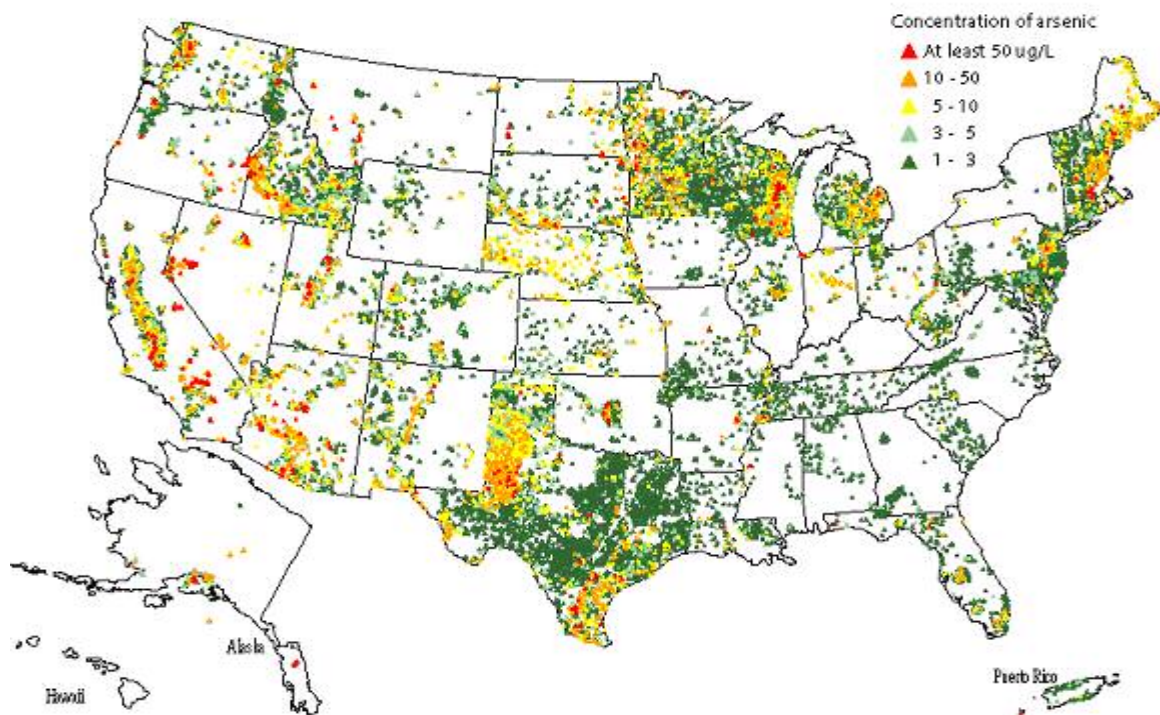 Concentration of arsenic
At least 50 ug/L
10 - 50
5 - 10
3 - 5
1 - 3
Alaska
Hawaii
Puerto Rico